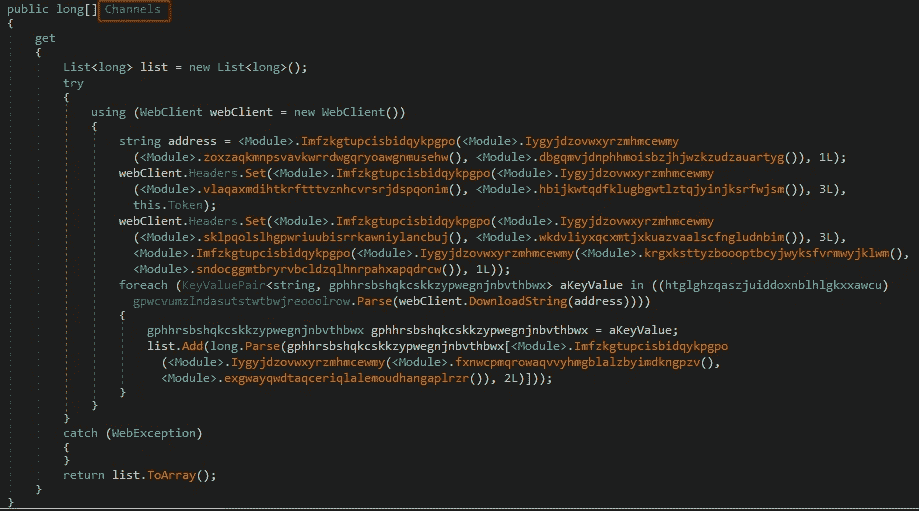 public long[] Channels
{
get
{
List<long> list = new List<long>();
try
{
using (WebClient webClient = new WebClient())
{
string address = <Module>.Imfzkgtupcisbidqykpgpo(<Module>.Iygyjdzovwxyrzmhmcewmy
(<Module>.zoxzaqkmnpsvavkwrrdwgqryoawgnmusehw(), <Module>.dbgqmvjdnphhmoisbzjhjwzkzudzauartyg()), 1L);
webClient.Headers.Set(<Module>.Imfzkgtupcisbidqykpgpo(<Module>.Iygyjdzovwxyrzmhmcewmy
(<Module>.vlaqaxmdihtkrftttvznhcvrsrjdspqonim(), <Module>.hbijkwtqdfklugbgwtlztqjyinjksrfwjsm()), 3L),
this.Token);
webClient.Headers.Set(<Module>.Imfzkgtupcisbidqykpgpo(<Module>.Iygyjdzovwxyrzmhmcewmy
(<Module>.sklpqolslhgpwriuubisrrkawniylancbuj(), <Module>.wkdvliyxqcxmtjxkuazvaalscfngludnbim()), 3L),
<Module>.Imfzkgtupcisbidqykpgpo(<Module>.Iygyjdzovwxyrzmhmcewmy(<Module>.krgxksttyzboooptbcyjwyksfvrmwyjklwm(),
<Module>.sndocggmtbryrvbcldzqlhnrpahxapqdrcw()), 1L));
foreach (KeyValuePair<string, gphhrsbshqkcskkzypwegnjnbvthbwx> aKeyValue in ((htglghzqaszjuiddoxnblhlgkxxawcu)
gpwcvumzlndasutstwtbwjreooolrow.Parse(webClient.DownloadString(address))))
{
gphhrsbshqkcskkzypwegnjnbvthbwx gphhrsbshqkcskkzypwegnjnbvthbwx = aKeyValue;
list.Add(long.Parse(gphhrsbshqkcskkzypwegnjnbvthbwx[<Module>.Imfzkgtupcisbidqykpgpo
(<Module>.Iygyjdzovwxyrzmhmcewmy(<Module>.fxnwcpmqrowaqvvyhmgblalzbyimdkngpzv(),
<Module>.exgwayqwdtaqceriqlalemoudhangaplrzr()), 2L)]));
}
}
}
catch (WebException)
{
}
return list.ToArray();
}
}